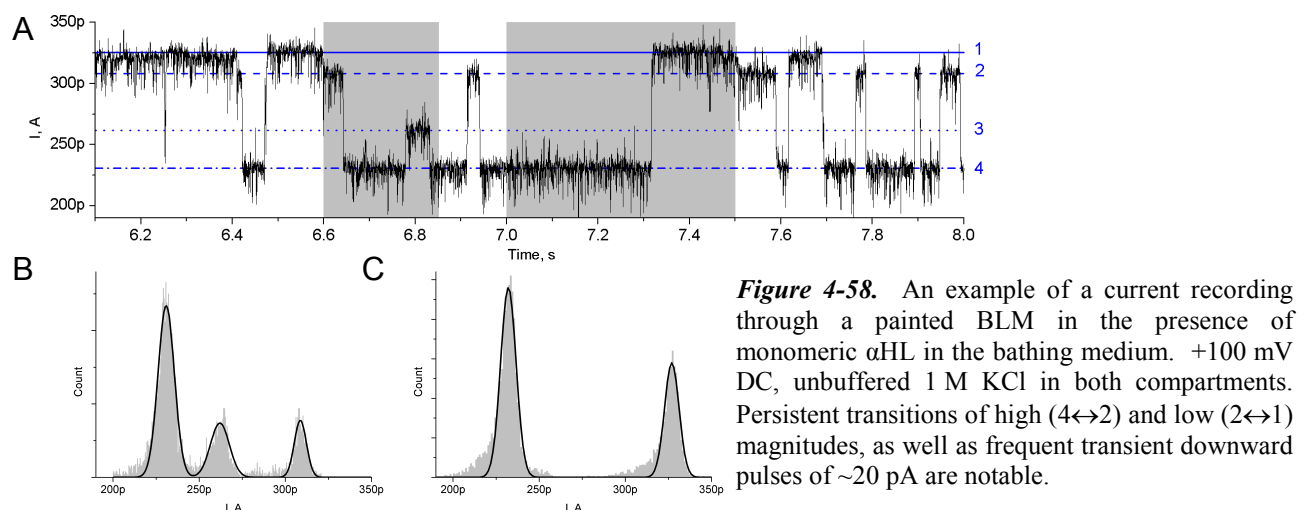 A
350p
300p
250p
200p
I, A
1
2
3
4
6.2 6.4 6.6 6.8 7.0 7.2 7.4 7.6 7.8 8.0
Time, s
B
Count
200p 250p 300p 350p
I, A
C
Count
200p 250p 300p 350p
I, A
Figure 4-58. An example of a current recording
through a painted BLM in the presence of
monomeric αHL in the bathing medium. +100 mV
DC, unbuffered 1 M KCl in both compartments.
Persistent transitions of high (4↔2) and low (2↔1)
magnitudes, as well as frequent transient downward
pulses of ~20 pA are notable.